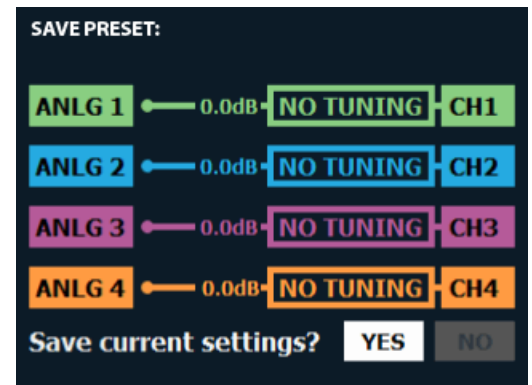 SAVE PRESET:
ANLG 1 0.0dB NO TUNING CH1
ANLG 2 0.0dB NO TUNING CH2
ANLG 3 0.0dB NO TUNING CH3
ANLG 4 0.0dB NO TUNING CH4
Save current settings? YES NO